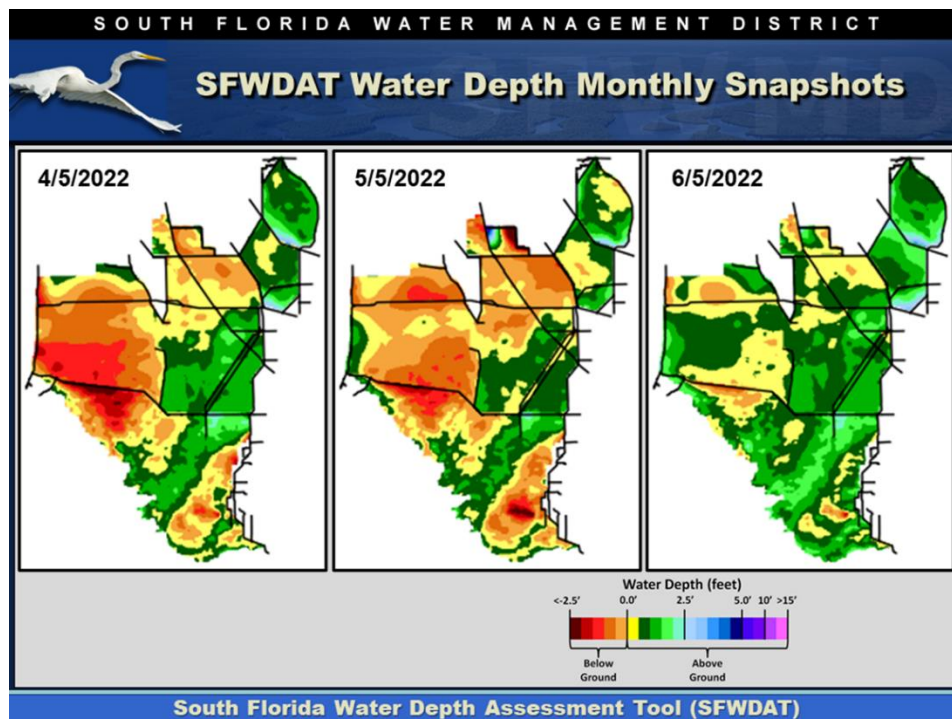 SOUTH FLORIDA WATER MANAGEMENT DISTRICT
SFWDAT Water Depth Monthly Snapshots
SFWMD
4/5/2022
5/5/2022
6/5/2022
Water Depth (feet)
<-2.5' 0.0' 2.5' 5.0' 10' >15'
Below Above
Ground Ground
South Florida Water Depth Assessment Tool (SFWDAT)